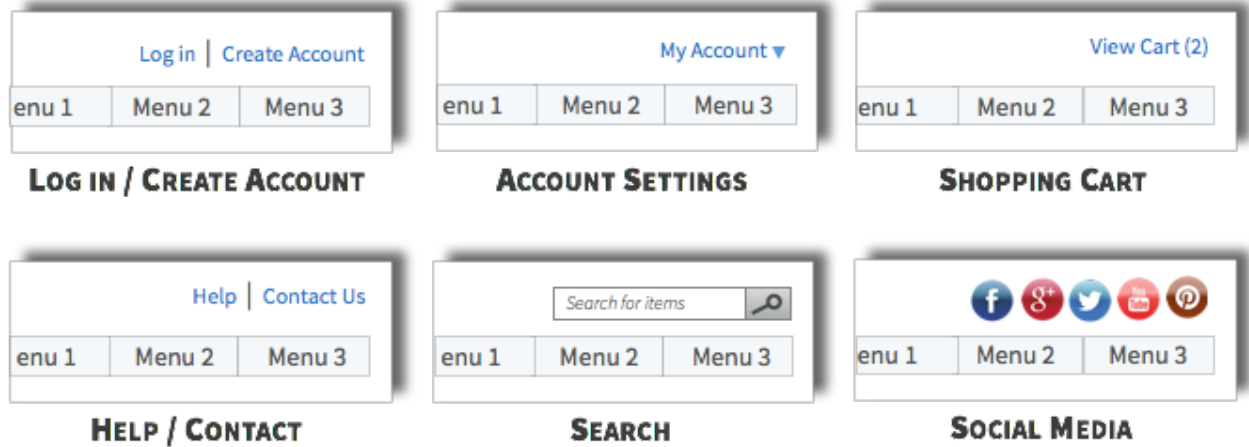 Log in | Create Account
enu 1 Menu 2 Menu 3
LOG IN / CREATE ACCOUNT
My Account ▼
enu 1 Menu 2 Menu 3
ACCOUNT SETTINGS
View Cart (2)
enu 1 Menu 2 Menu 3
SHOPPING CART
Help | Contact Us
enu 1 Menu 2 Menu 3
HELP / CONTACT
Search for items
enu 1 Menu 2 Menu 3
SEARCH
f g+ You Tube
enu 1 Menu 2 Menu 3
SOCIAL MEDIA